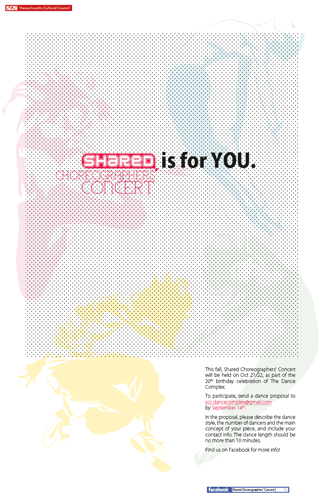 Massachusetts Cultural Council
SHARED is for YOU.
CHOREOGRAPHERS'
CONCERT
This fall, Shared Choreographers' Concert
will be held on Oct 21/22, as part of the
20th birthday celebration of The Dance
Complex.
To participate, send a dance proposal to
scc.dancecomplex@gmail.com
by September 14th.
In the proposal, please describe the dance
style, the number of dancers and the main
concept of your piece, and include your
contact info. The dance length should be
no more than 10 minutes.
Find us on Facebook for more info!
facebook Shared Choreographers' Concert